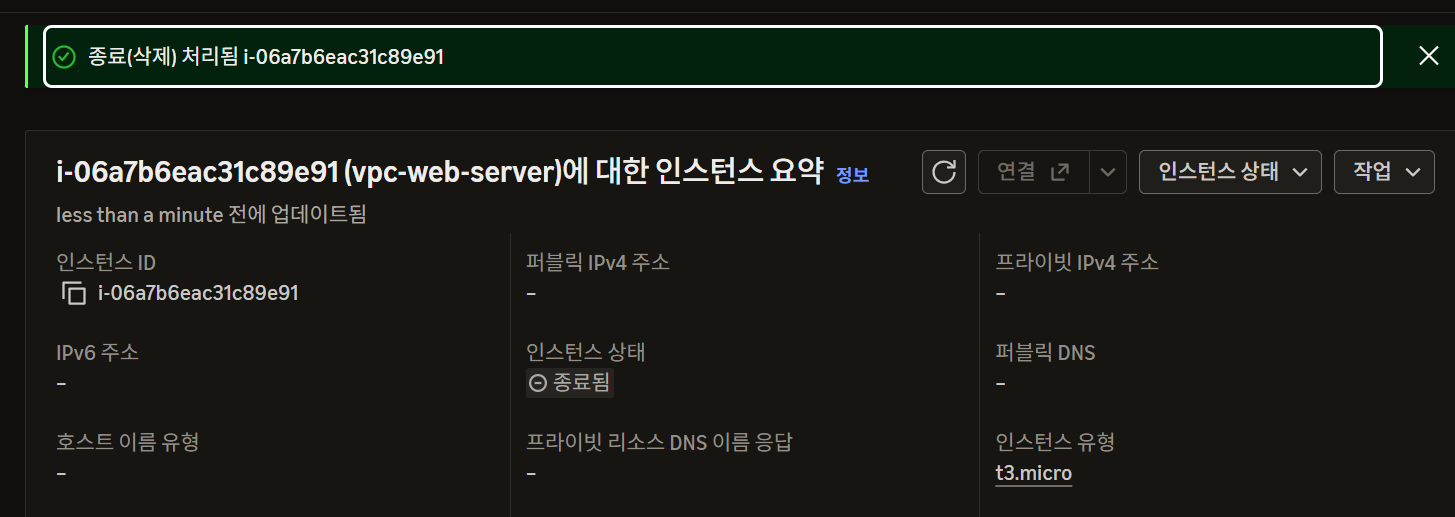 종료(삭제) 처리됨 i-06a7b6eac31c89e91
i-06a7b6eac31c89e91 (vpc-web-server)에 대한 인스턴스 요약 정보
연결
인스턴스 상태
작업
less than a minute 전에 업데이트됨
인스턴스 ID
i-06a7b6eac31c89e91
퍼블릭 IPv4 주소
–
프라이빗 IPv4 주소
–
IPv6 주소
–
인스턴스 상태
종료됨
퍼블릭 DNS
–
호스트 이름 유형
–
프라이빗 리소스 DNS 이름 응답
–
인스턴스 유형
t3.micro